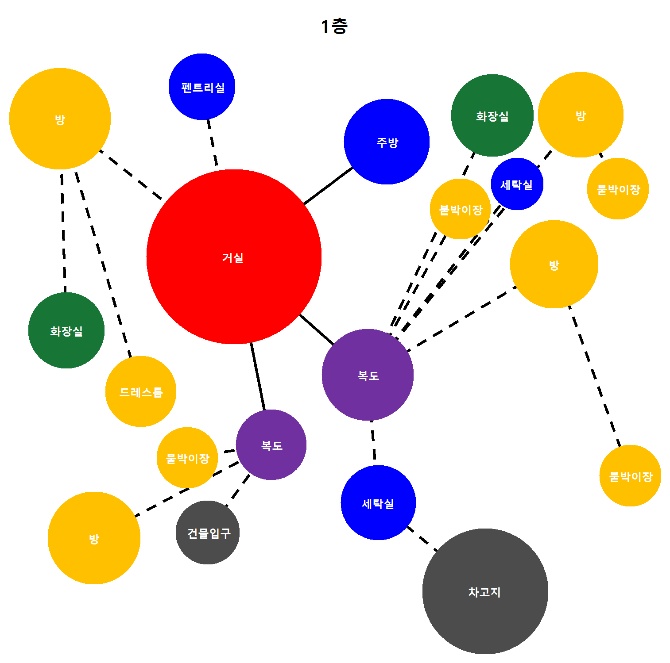 1층
펜트리실
방
주방
화장실
방
세탁실
붙박이장
붙박이장
거실
방
화장실
복도
드레스룸
복도
붙박이장
붙박이장
세탁실
건물입구
방
차고지